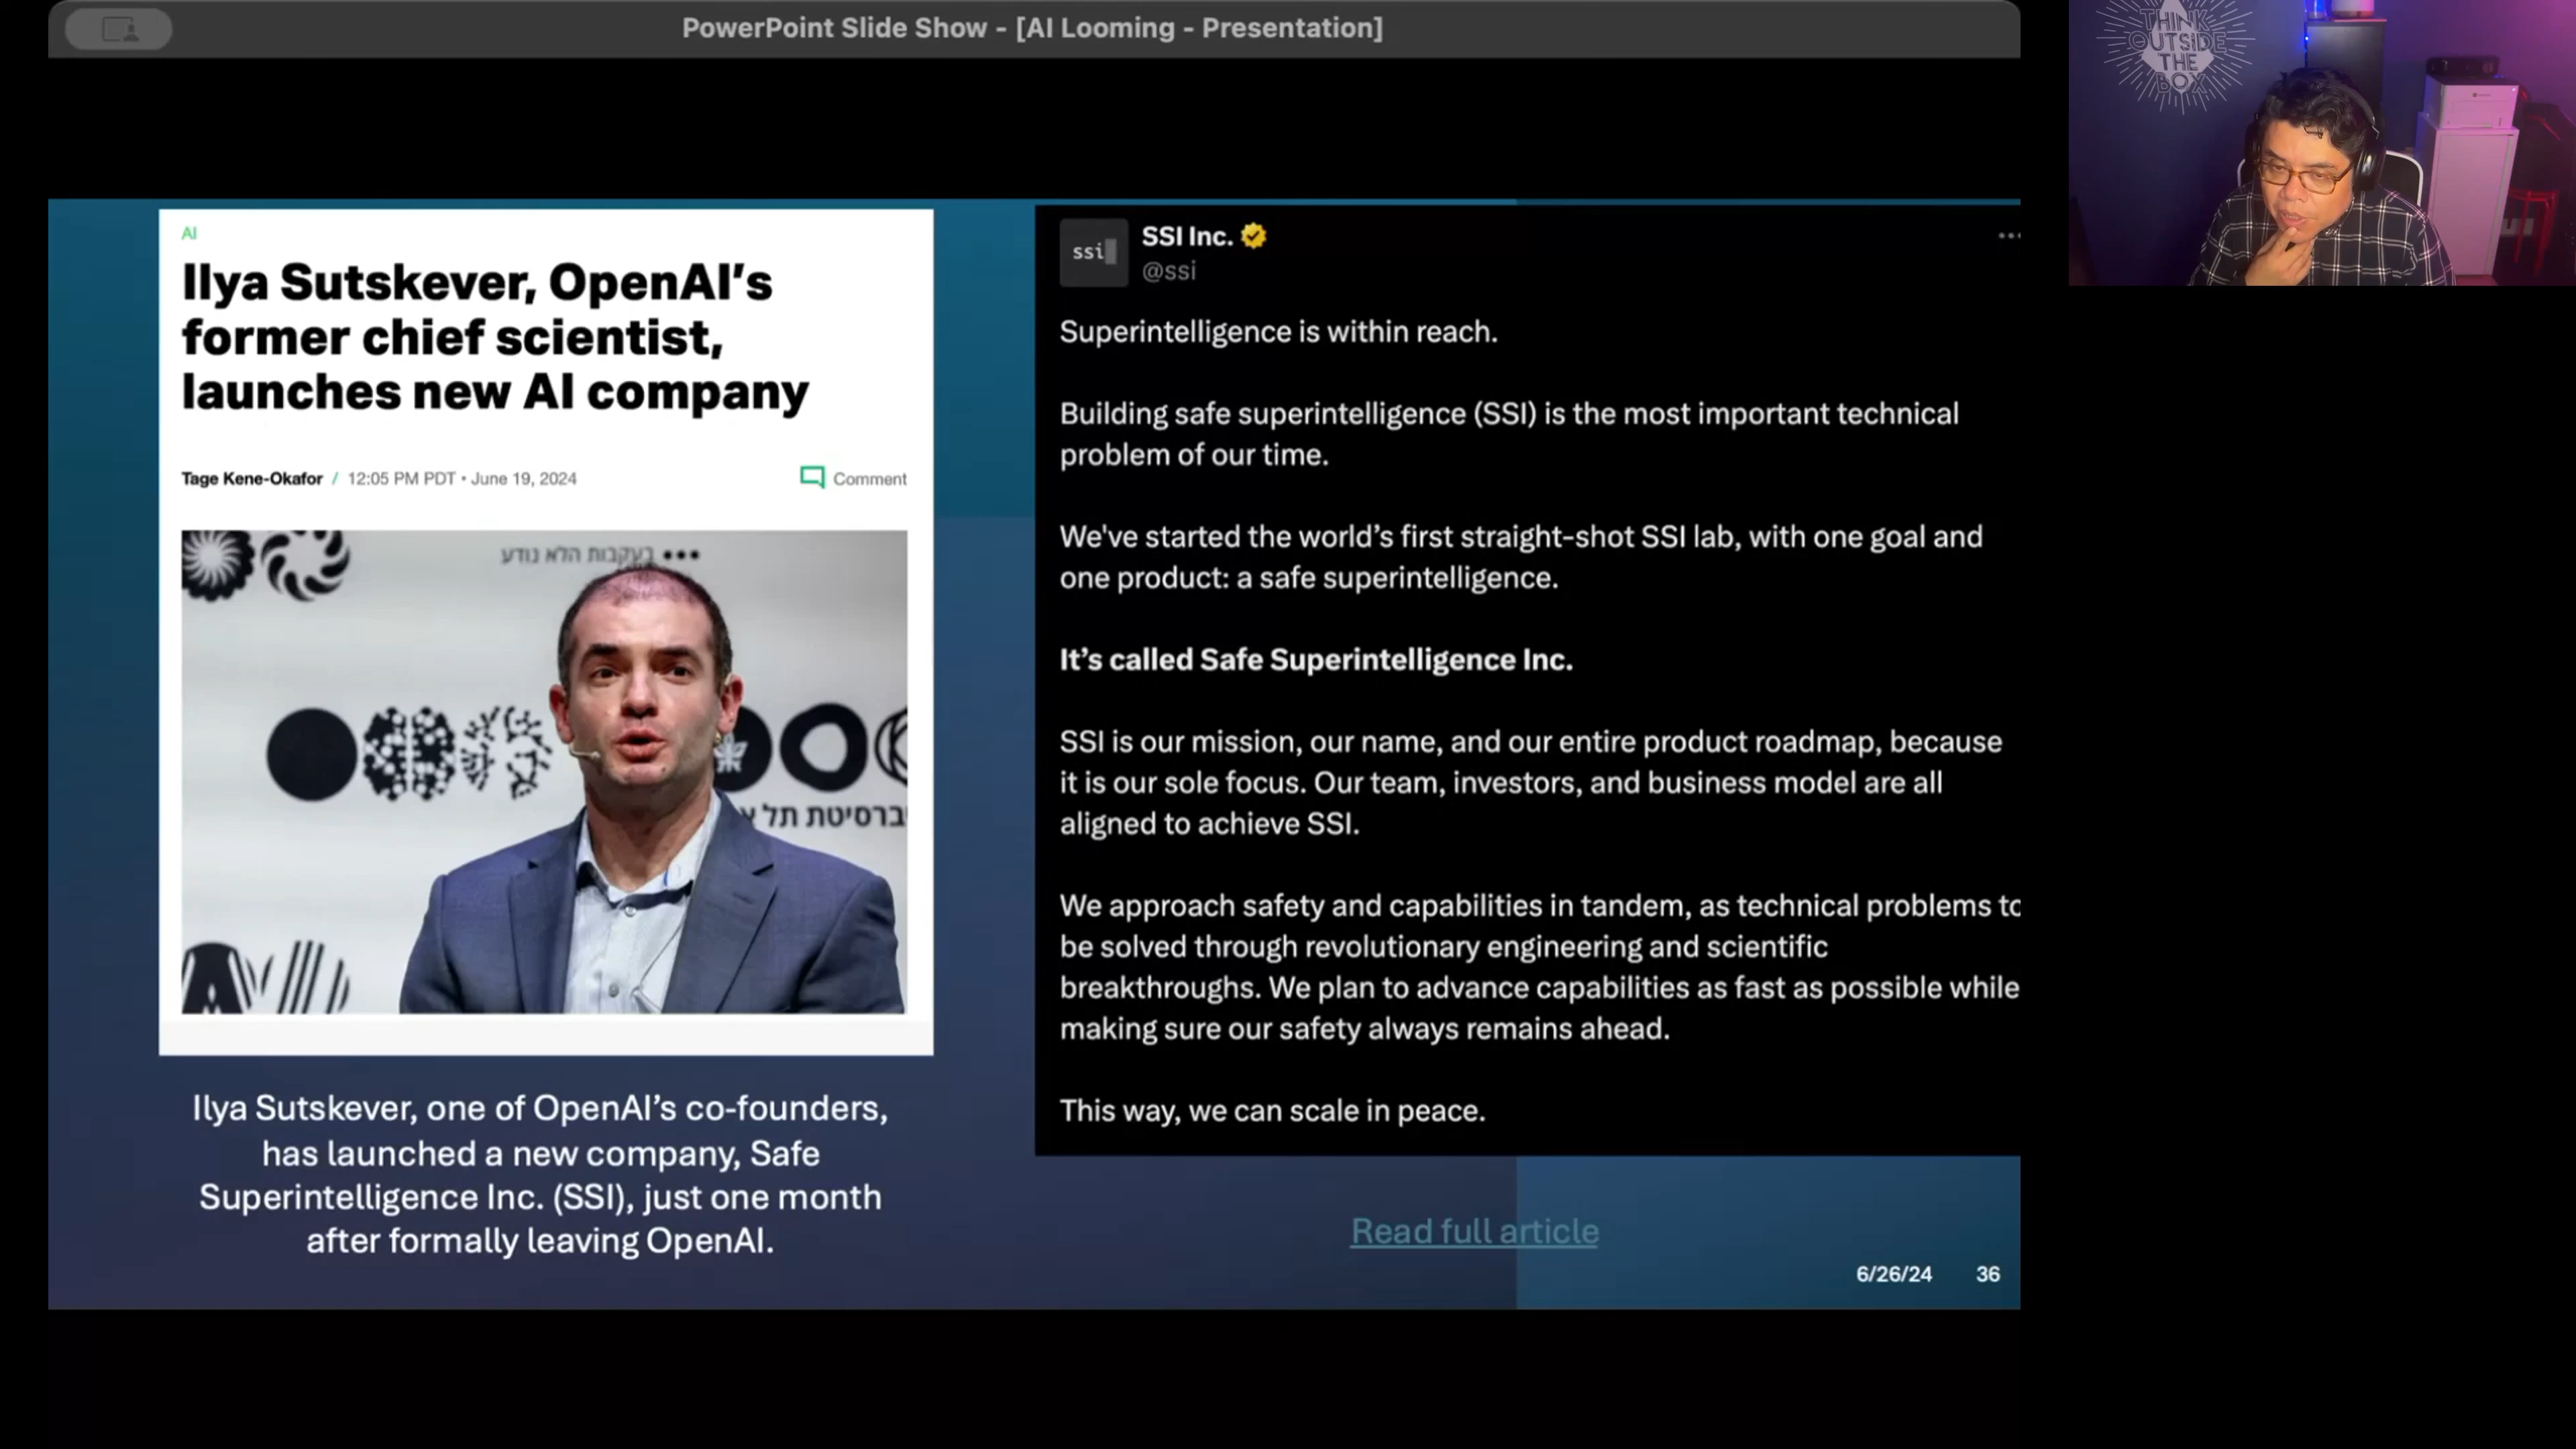 PowerPoint Slide Show - [AI Looming - Presentation]
THINK
OUTSIDE
THE
BOX
AI
Ilya Sutskever, OpenAI’s
former chief scientist,
launches new AI company
Tage Kene-Okafor / 12:05 PM PDT • June 19, 2024
Comment
בעקבות הלא נודע
ברסיטת תל א
Ilya Sutskever, one of OpenAI’s co-founders,
has launched a new company, Safe
Superintelligence Inc. (SSI), just one month
after formally leaving OpenAI.
ssi
SSI Inc.
@ssi
Superintelligence is within reach.
Building safe superintelligence (SSI) is the most important technical
problem of our time.
We've started the world’s first straight-shot SSI lab, with one goal and
one product: a safe superintelligence.
It’s called Safe Superintelligence Inc.
SSI is our mission, our name, and our entire product roadmap, because
it is our sole focus. Our team, investors, and business model are all
aligned to achieve SSI.
We approach safety and capabilities in tandem, as technical problems to
be solved through revolutionary engineering and scientific
breakthroughs. We plan to advance capabilities as fast as possible while
making sure our safety always remains ahead.
This way, we can scale in peace.
Read full article
6/26/24 36